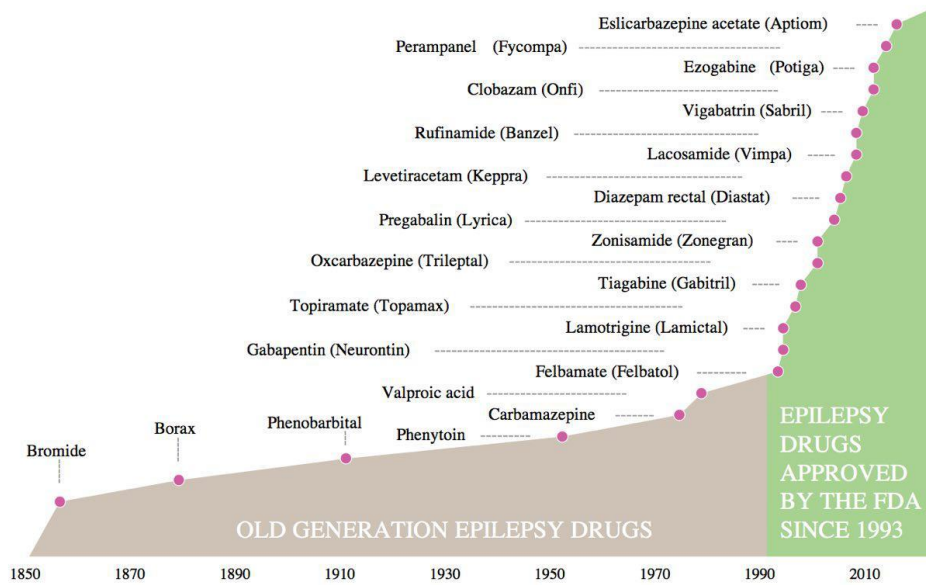 Eslicarbazepine acetate (Aptiom)
Perampanel (Fycompa)
Ezogabine (Potiga)
Clobazam (Onfi)
Vigabatrin (Sabril)
Rufinamide (Banzel)
Lacosamide (Vimpa)
Levetiracetam (Keppra)
Diazepam rectal (Diastat)
Pregabalin (Lyrica)
Zonisamide (Zonegran)
Oxcarbazepine (Trileptal)
Tiagabine (Gabitril)
Topiramate (Topamax)
Lamotrigine (Lamictal)
Gabapentin (Neurontin)
Felbamate (Felbatol)
Valproic acid
Carbamazepine
Phenobarbital
Phenytoin
Borax
Bromide
OLD GENERATION EPILEPSY DRUGS
EPILEPSY
DRUGS
APPROVED
BY THE FDA
SINCE 1993
1850 1870 1890 1910 1930 1950 1970 1990 2010